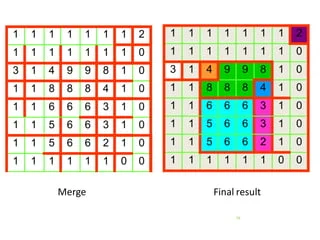 1 1 1 1 1 1 1 2
1 1 1 1 1 1 0
3 1 4 9 9 8 1 0
1 1 8 8 8 4 1 0
1 1 6 6 6 3 1 0
1 5 6 6 3 1 0
1 1 5 6 6 2 1 0
1 1 1 1 1 1 0 0
Merge
1 1 1 1 1 1 1 2
1 1 1 1 1 1 1 0
3 1 4 9 9 8 1 0
1 1 8 8 8 4 1 0
1 1 6 6 6 3 1 0
1 1 5 6 6 3 1 0
1 1 5 6 6 2 1 0
1 1 1 1 1 1 0 0
Final result